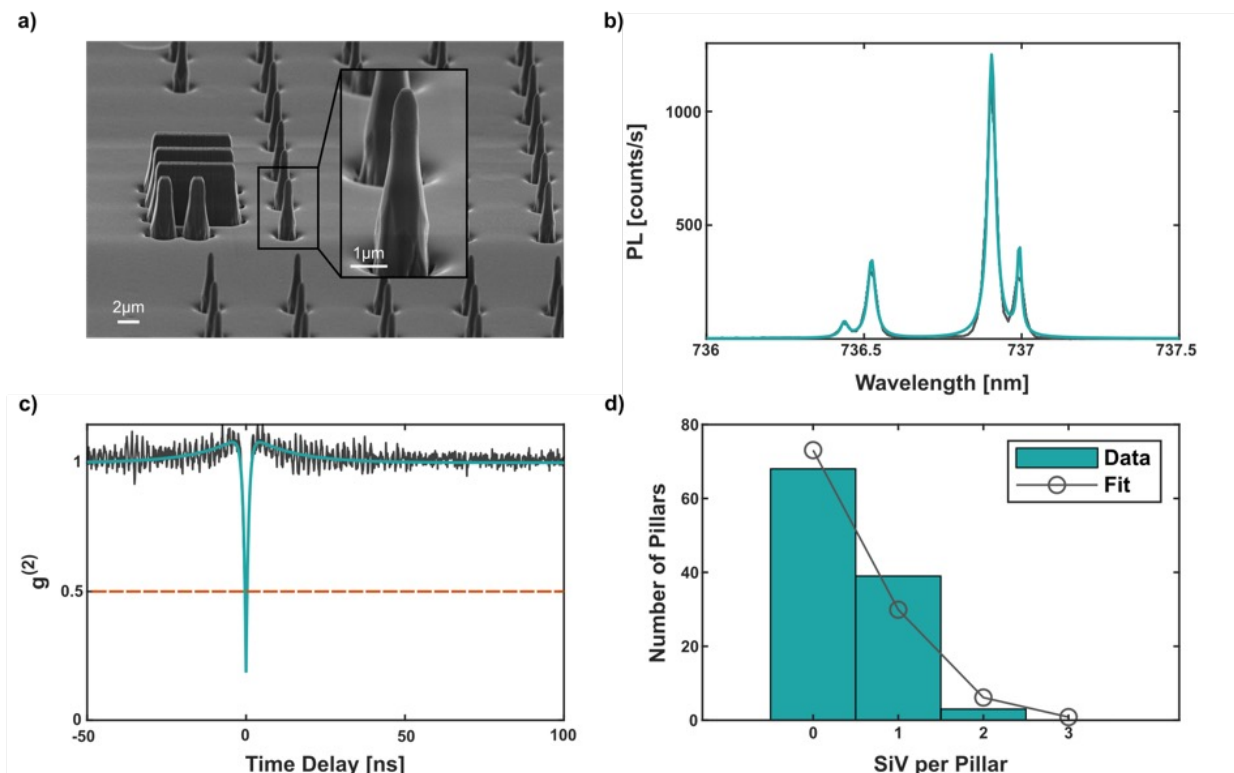 a)
1µm
2µm
b)
PL [counts/s]
1000
500
736
736.5
737
737.5
Wavelength [nm]
c)
g(2)
1
0.5
0
-50
0
50
100
Time Delay [ns]
d)
Number of Pillars
80
60
40
20
0
Data
Fit
0
1
2
3
SiV per Pillar